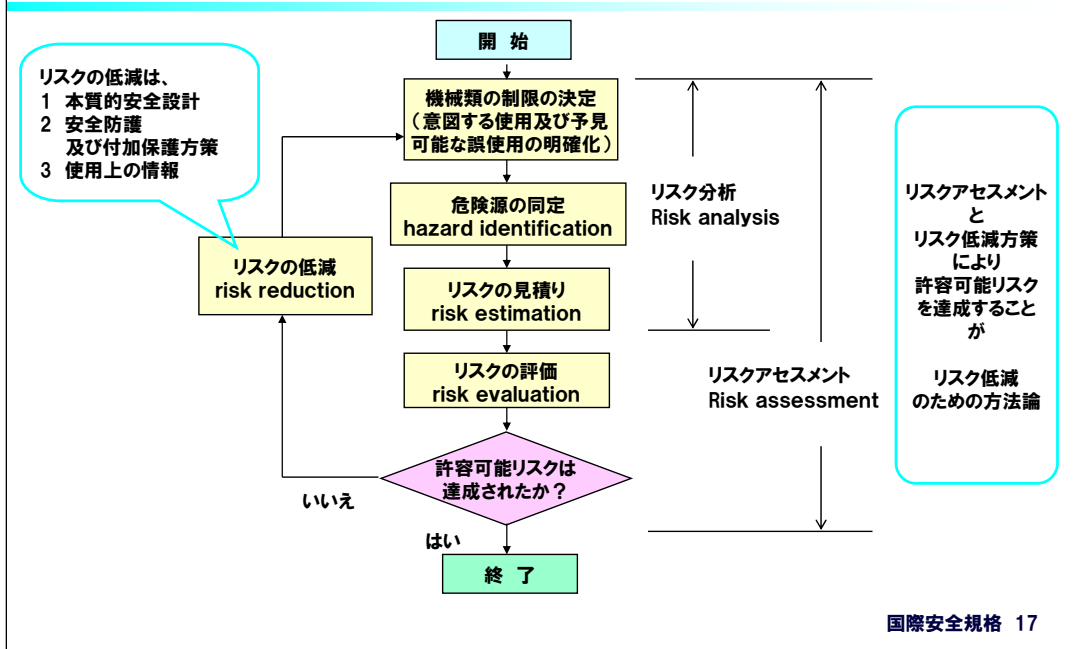 開 始
リスクの低減は、
1 本質的安全設計
2 安全防護
及び付加保護方策
3 使用上の情報
機械類の制限の決定
(意図する使用及び予見
可能な誤使用の明確化)
危険源の同定
hazard identification
リスクの低減
risk reduction
リスクの見積り
risk estimation
リスクの評価
risk evaluation
許容可能リスクは
達成されたか?
いいえ
はい
終 了
リスク分析
Risk analysis
リスクアセスメント
Risk assessment
リスクアセスメント
と
リスク低減方策
により
許容可能リスク
を達成すること
が
リスク低減
のための方法論
国際安全規格 17